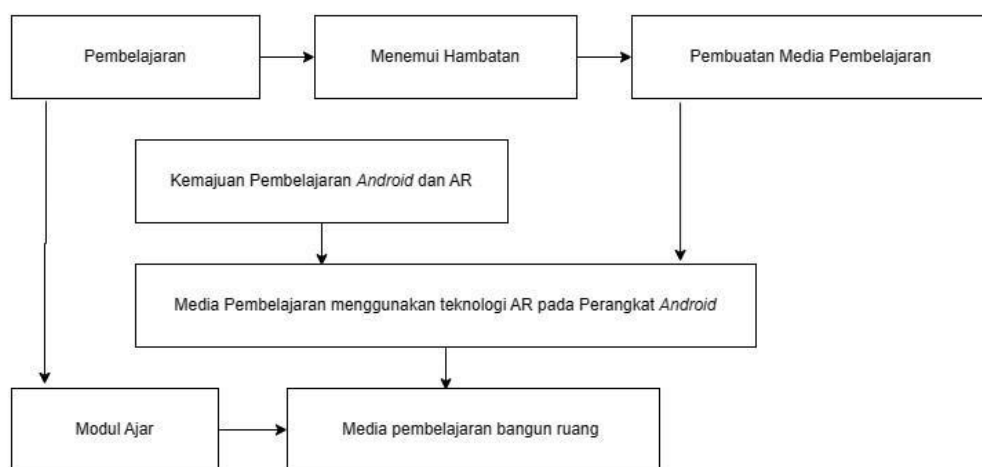 Pembelajaran
Menemui Hambatan
Pembuatan Media Pembelajaran
Kemajuan Pembelajaran Android dan AR
Media Pembelajaran menggunakan teknologi AR pada Perangkat Android
Modul Ajar
Media pembelajaran bangun ruang